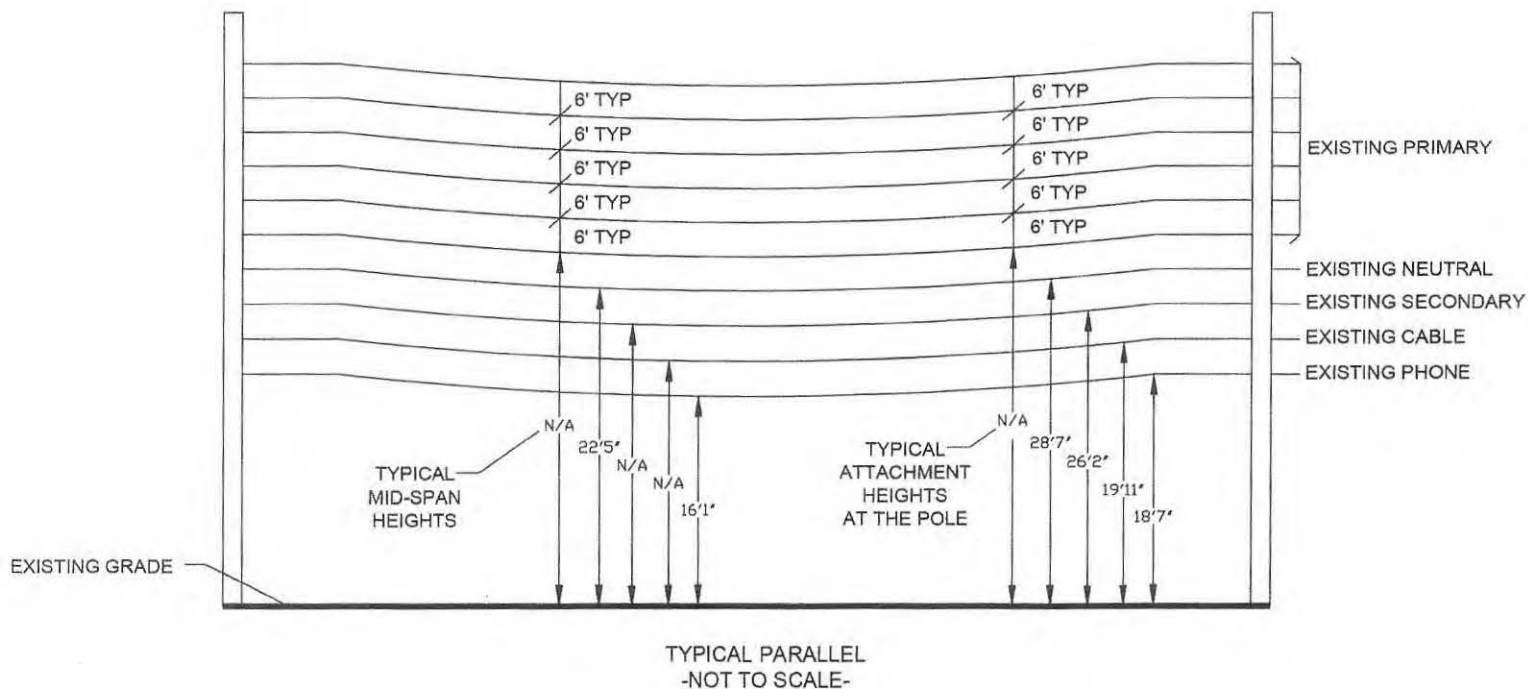 6' TYP
6' TYP
6' TYP
6' TYP
6' TYP
6' TYP
6' TYP
6' TYP
6' TYP
6' TYP
EXISTING PRIMARY
EXISTING NEUTRAL
EXISTING SECONDARY
EXISTING CABLE
EXISTING PHONE
N/A
22'5"
N/A
N/A
16'1"
TYPICAL
MID-SPAN
HEIGHTS
N/A
28'7"
26'2"
19'11"
18'7"
TYPICAL
ATTACHMENT
HEIGHTS
AT THE POLE
EXISTING GRADE
TYPICAL PARALLEL
-NOT TO SCALE-